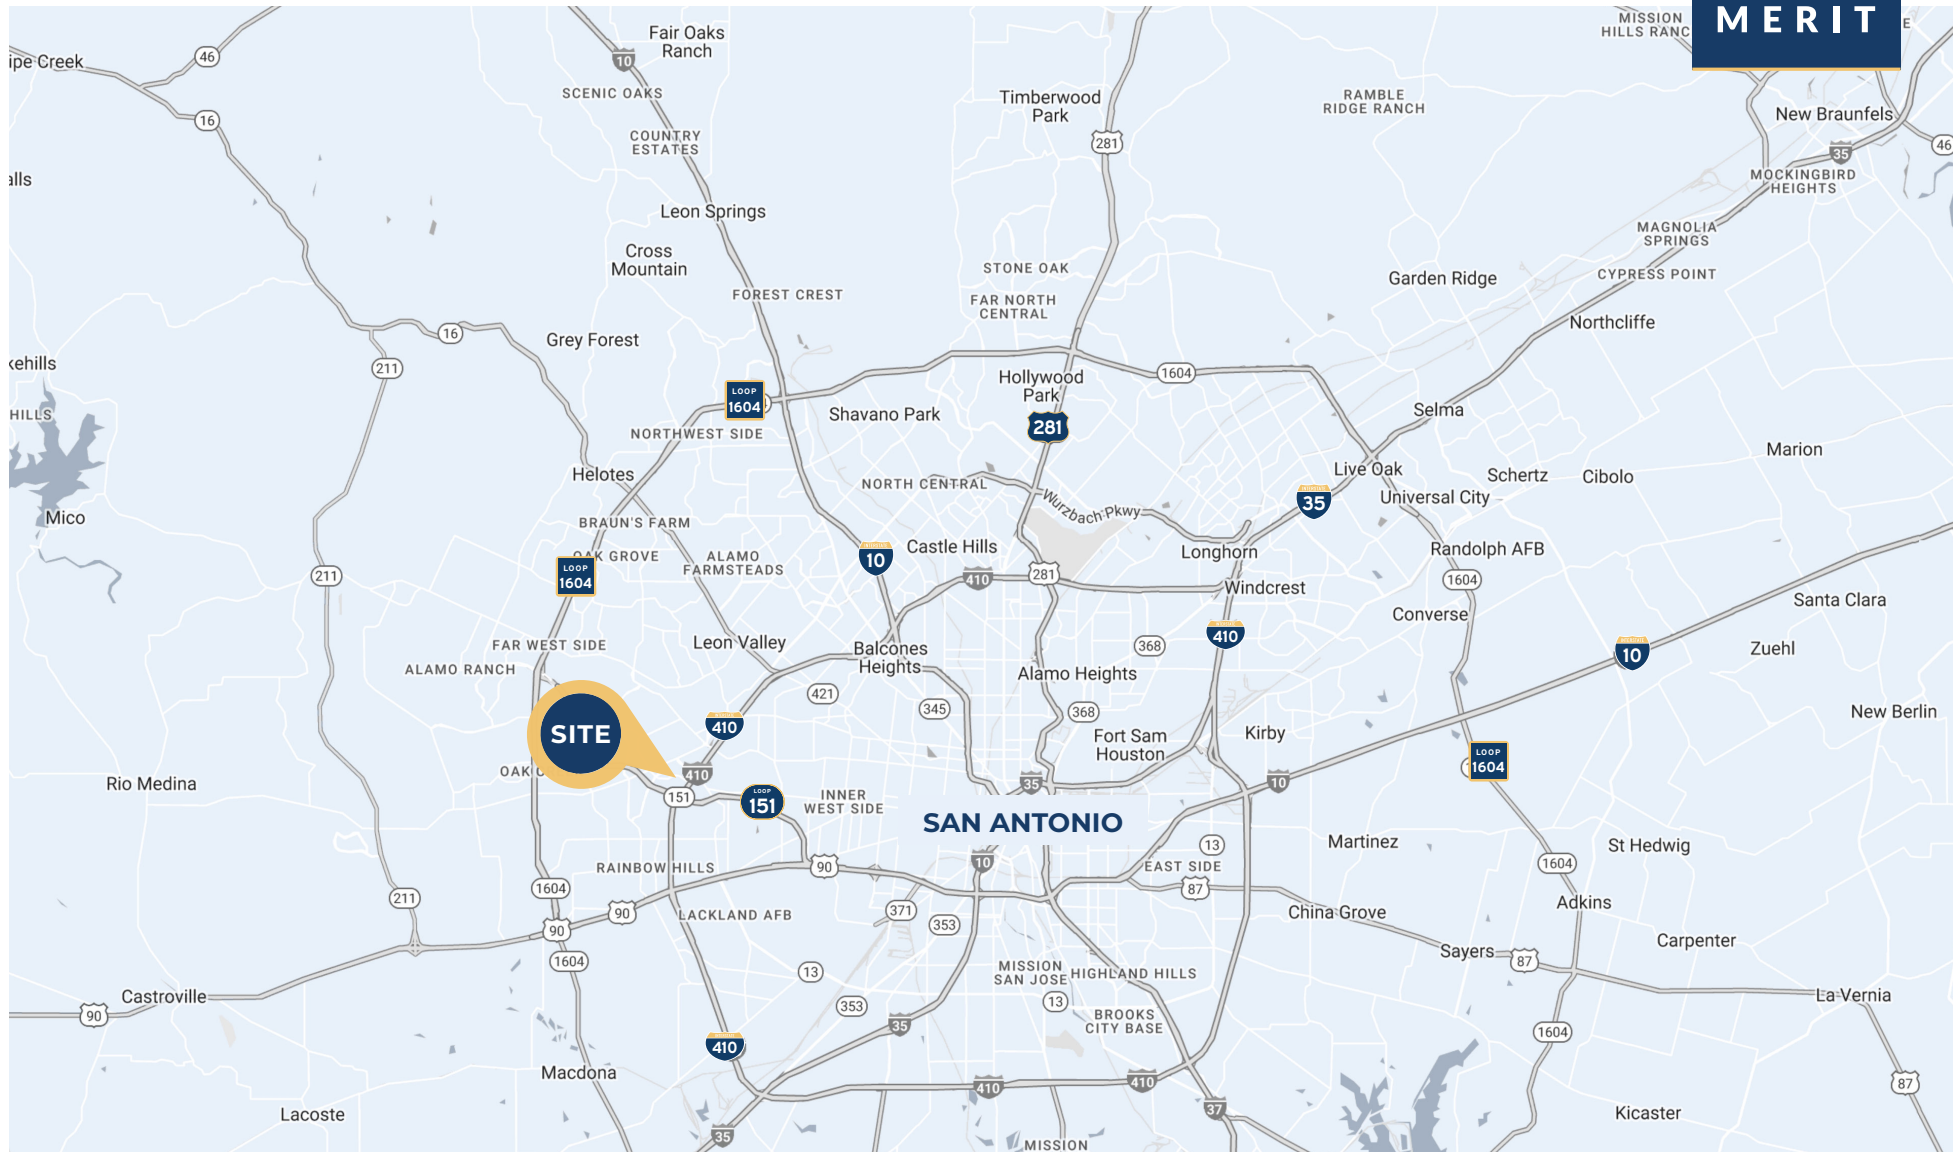 MERIT
MISSION
HILLS RANC
E
Fair Oaks
Ranch
ipe Creek
46
10
SCENIC OAKS
Timberwood
Park
RAMBLE
RIDGE RANCH
New Braunfels
16
COUNTRY
ESTATES
281
46
35
alls
MOCKINGBIRD
HEIGHTS
Leon Springs
MAGNOLIA
SPRINGS
Cross
Mountain
STONE OAK
CYPRESS POINT
Garden Ridge
FOREST CREST
FAR NORTH
CENTRAL
Northcliffe
16
Grey Forest
kehills
211
1604
Hollywood
Park
LOOP
1604
HILLS
Shavano Park
Selma
281
NORTHWEST SIDE
Marion
Live Oak
Helotes
Schertz
Cibolo
NORTH CENTRAL
Universal City
35
Wurzbach Pkwy
Mico
BRAUN'S FARM
OAK GROVE
ALAMO
FARMSTEADS
10
Castle Hills
Longhorn
Randolph AFB
LOOP
1604
211
410
281
1604
Windcrest
Santa Clara
Converse
410
FAR WEST SIDE
Leon Valley
Balcones
Heights
368
10
Zuehl
ALAMO RANCH
Alamo Heights
421
345
368
New Berlin
410
SITE
Fort Sam
Houston
Kirby
LOOP
1604
OAK C
410
Rio Medina
35
10
151
LOOP
151
INNER
WEST SIDE
SAN ANTONIO
Martinez
13
St Hedwig
10
1604
RAINBOW HILLS
90
EAST SIDE
1604
87
211
90
LACKLAND AFB
371
Adkins
China Grove
353
90
Carpenter
Sayers
1604
87
13
MISSION
SAN JOSE
HIGHLAND HILLS
Castroville
353
13
La Vernia
90
35
BROOKS
CITY BASE
1604
410
Macdona
410
410
87
Lacoste
37
Kicaster
35
MISSION